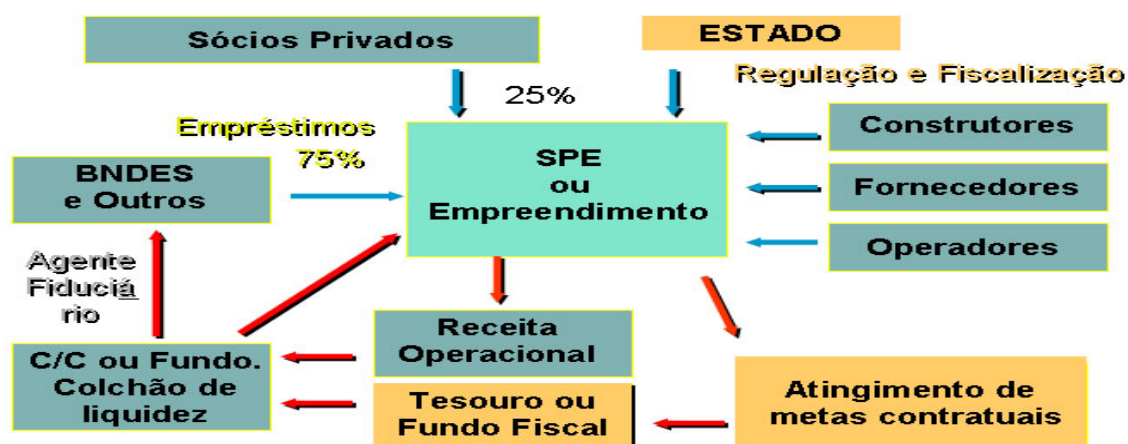 Sócios Privados
ESTADO
Regulação e Fiscalização
25%
Empréstimos
75%
BNDES
e Outros
SPE
ou
Empreendimento
Construtores
Fornecedores
Operadores
Agente
Fiduciá
rio
C/C ou Fundo.
Colchão de
liquidez
Receita
Operacional
Tesouro ou
Fundo Fiscal
Atingimento de
metas contratuais